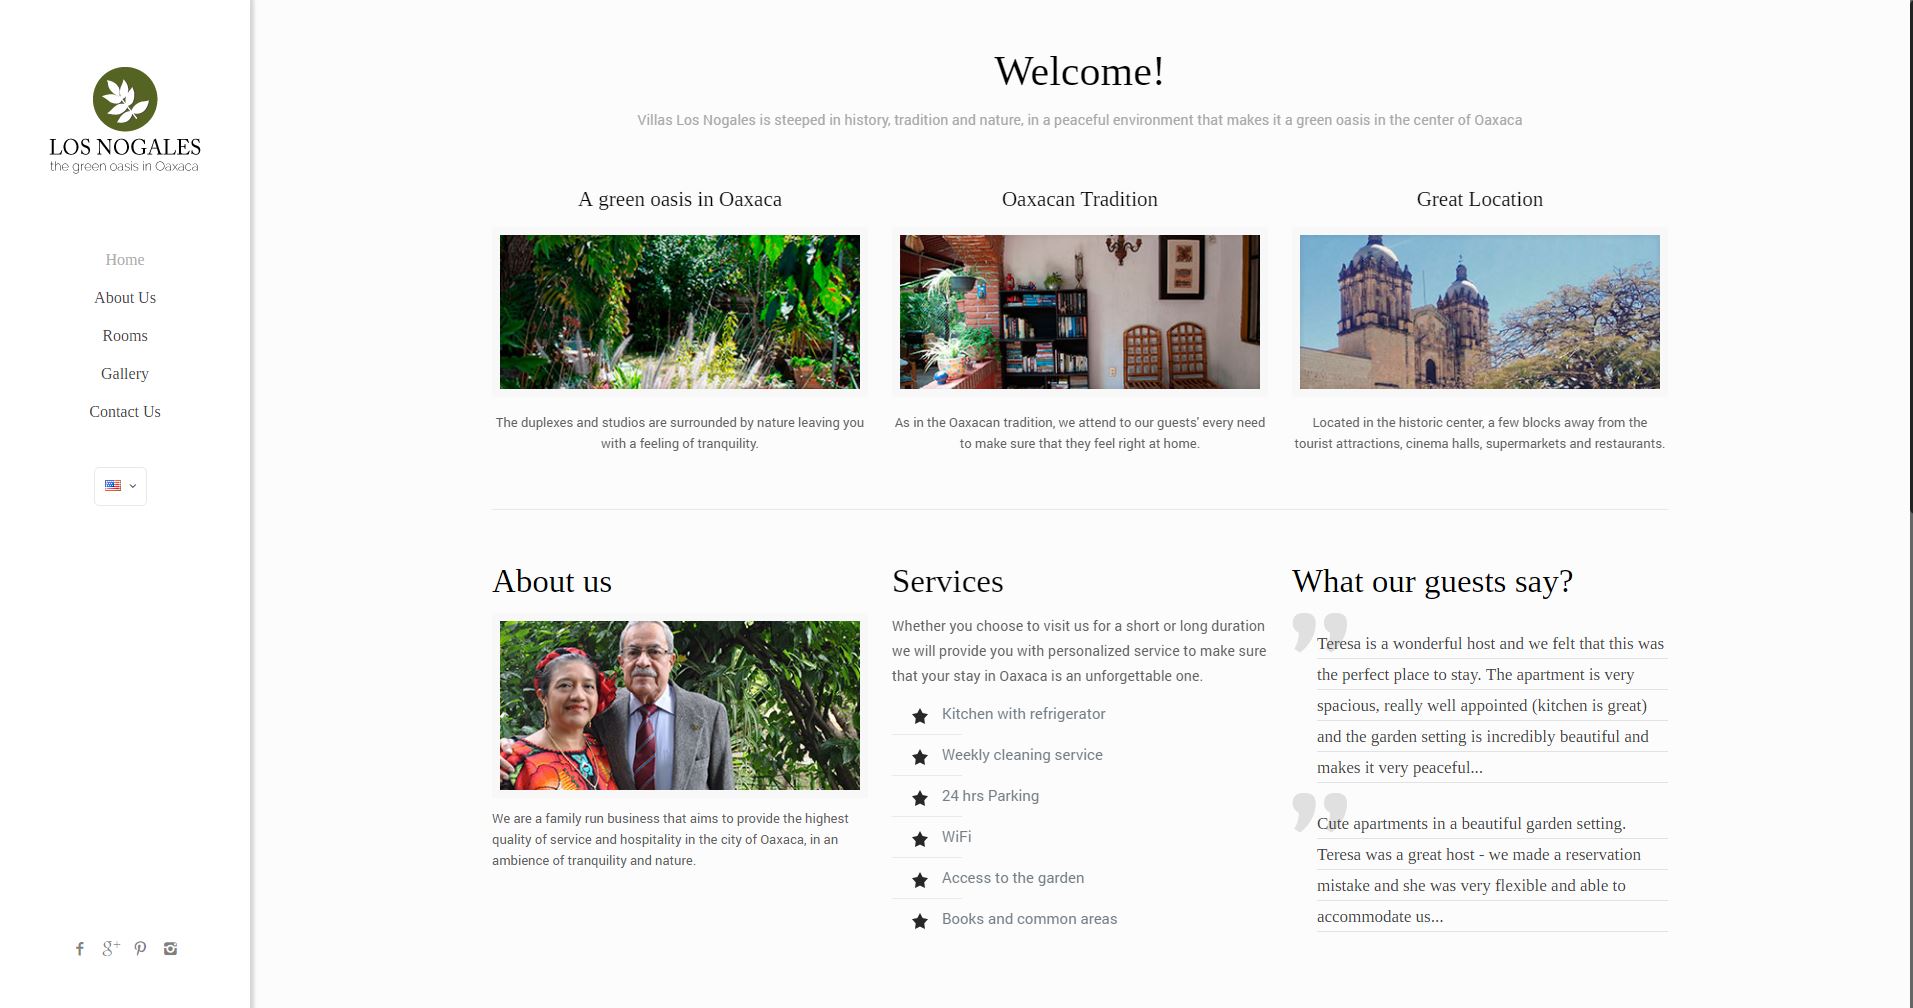 LOS NOGALES
the green oasis in Oaxaca
Home
About Us
Rooms
Gallery
Contact Us
g+
Welcome!
Villas Los Nogales is steeped in history, tradition and nature, in a peaceful environment that makes it a green oasis in the center of Oaxaca
A green oasis in Oaxaca
The duplexes and studios are surrounded by nature leaving you
with a feeling of tranquility.
Oaxacan Tradition
As in the Oaxacan tradition, we attend to our guests' every need
to make sure that they feel right at home.
Great Location
Located in the historic center, a few blocks away from the
tourist attractions, cinema halls, supermarkets and restaurants.
About us
We are a family run business that aims to provide the highest
quality of service and hospitality in the city of Oaxaca, in an
ambience of tranquility and nature.
Services
Whether you choose to visit us for a short or long duration
we will provide you with personalized service to make sure
that your stay in Oaxaca is an unforgettable one.
Kitchen with refrigerator
Weekly cleaning service
24 hrs Parking
WiFi
Access to the garden
Books and common areas
What our guests say?
Teresa is a wonderful host and we felt that this was
the perfect place to stay. The apartment is very
spacious, really well appointed (kitchen is great)
and the garden setting is incredibly beautiful and
makes it very peaceful...
Cute apartments in a beautiful garden setting.
Teresa was a great host - we made a reservation
mistake and she was very flexible and able to
accommodate us...